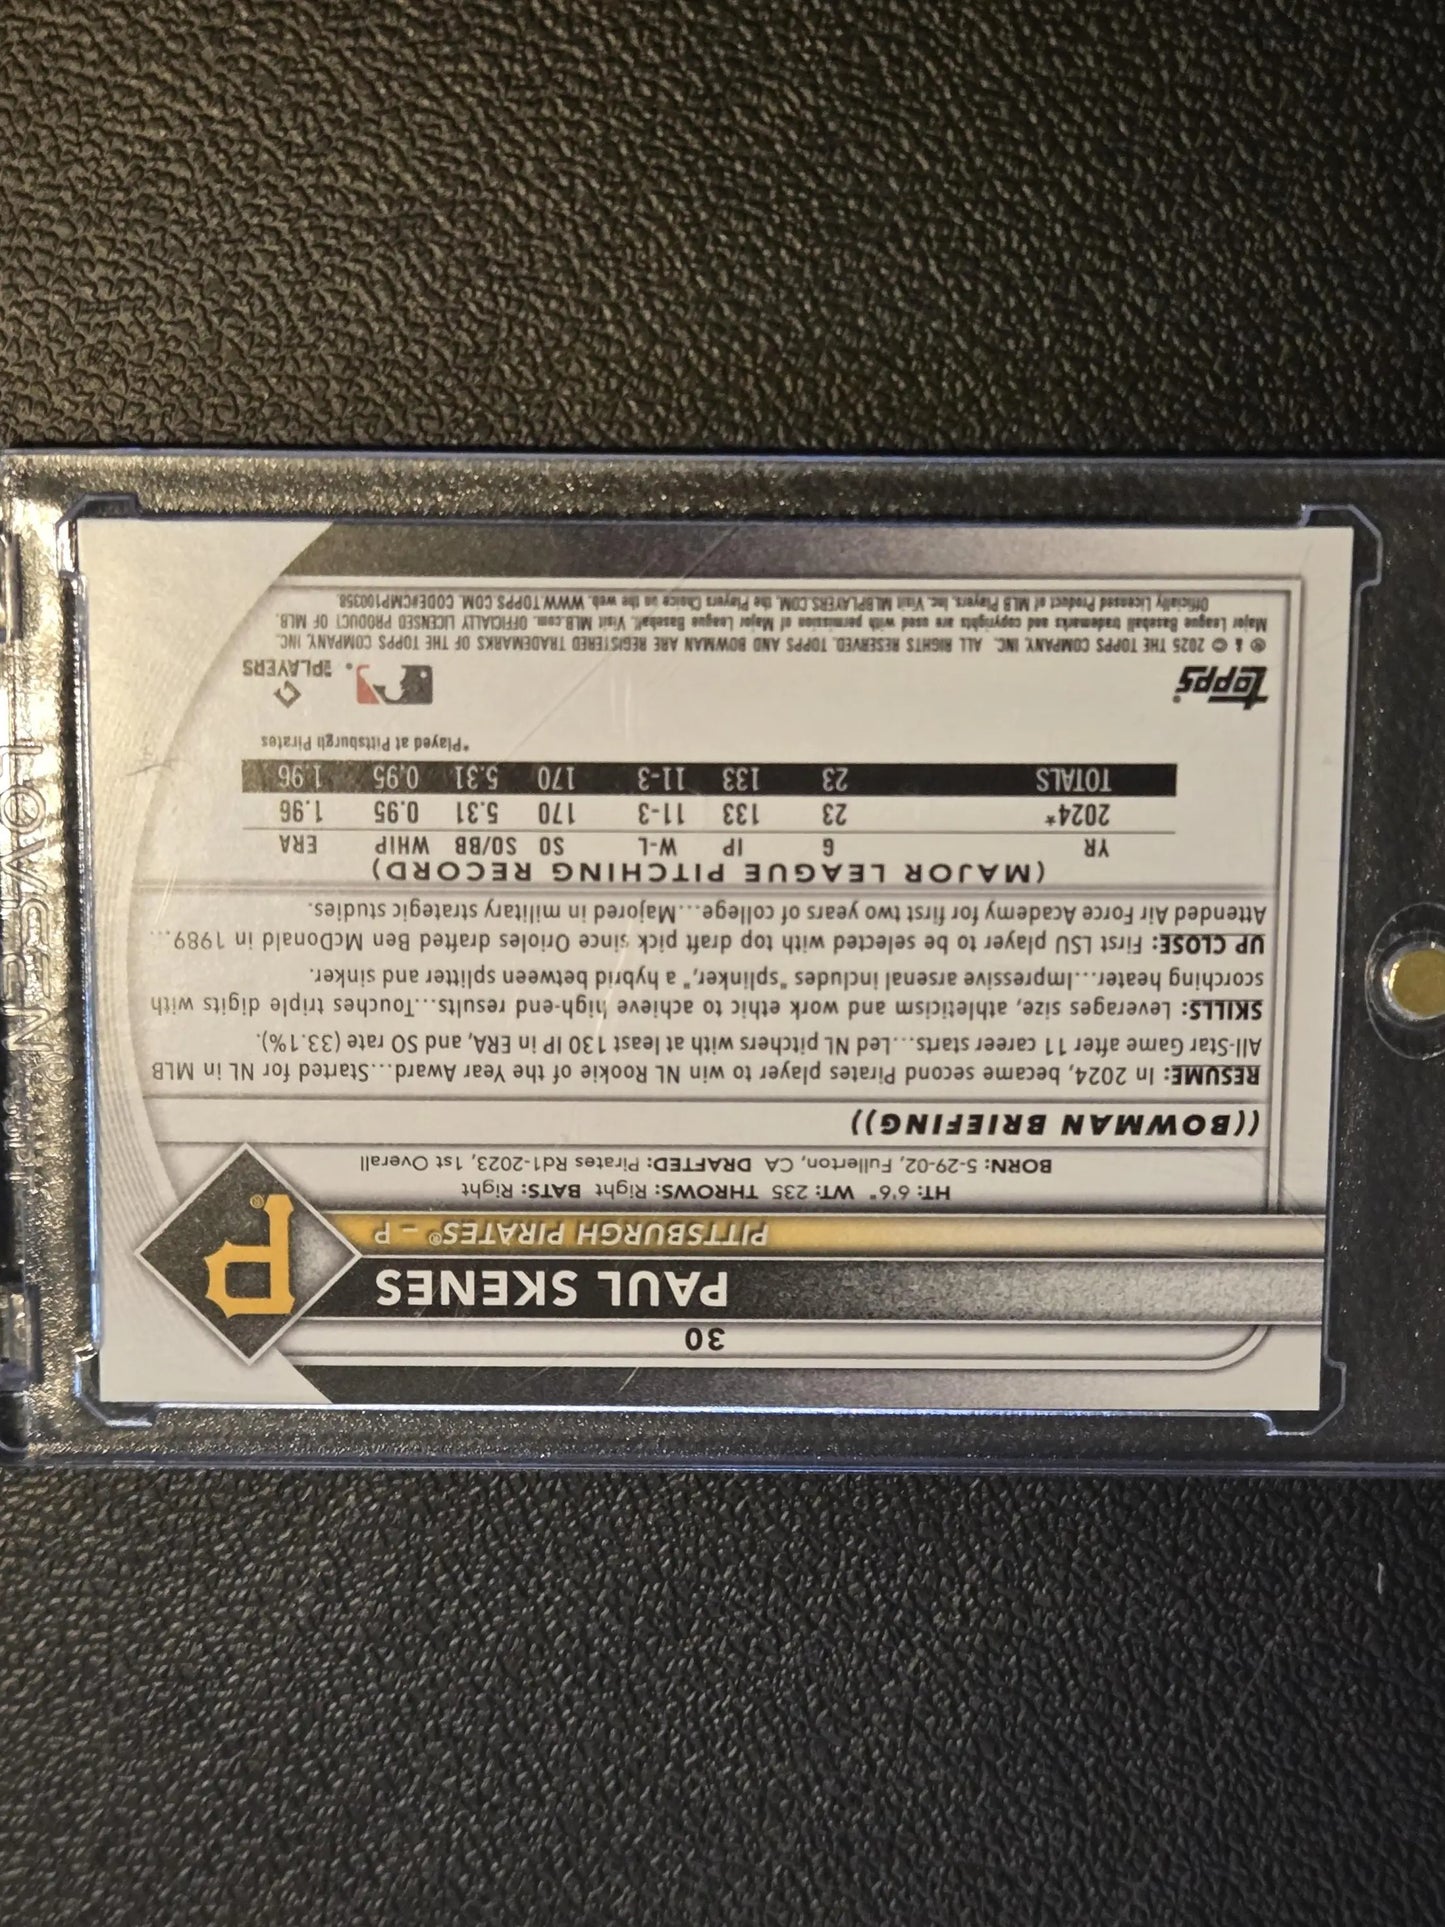 30
PAUL SKENES
PITTSBURGH PIRATES® – P
HT: 6'6" WT: 235 THROWS: Right BATS: Right
BORN: 5-29-02, Fullerton, CA DRAFTED: Pirates Rd1-2023, 1st Overall
((BOWMAN BRIEFING))
RESUME: In 2024, became second Pirates player to win NL Rookie of the Year Award...Started for NL in MLB
All-Star Game after 11 career starts...Led NL pitchers with at least 130 IP in ERA, and SO rate (33.1%).
SKILLS: Leverages size, athleticism and work ethic to achieve high-end results...Touches triple digits with
scorching heater...Impressive arsenal includes "splinker," a hybrid between splitter and sinker.
UP CLOSE: First LSU player to be selected with top draft pick since Orioles drafted Ben McDonald in 1989...
Attended Air Force Academy for first two years of college...Majored in military strategic studies.
(MAJOR LEAGUE PITCHING RECORD)
YR G IP W-L SO SO/BB WHIP ERA
2024* 23 133 11-3 170 5.31 0.95 1.96
TOTALS 23 133 11-3 170 5.31 0.95 1.96
*Played at Pittsburgh Pirates
Topps®
PLAYERS
® & © 2025 THE TOPPS COMPANY, INC. ALL RIGHTS RESERVED. TOPPS AND BOWMAN ARE REGISTERED TRADEMARKS OF THE TOPPS COMPANY, INC.
Major League Baseball trademarks and copyrights are used with permission of Major League Baseball. Visit MLB.com. OFFICIALLY LICENSED PRODUCT OF MLB
Officially Licensed Product of MLB Players, Inc. Visit MLBPLAYERS.COM, the Players Choice on the web. WWW.TOPPS.COM. CODE#CMP100358